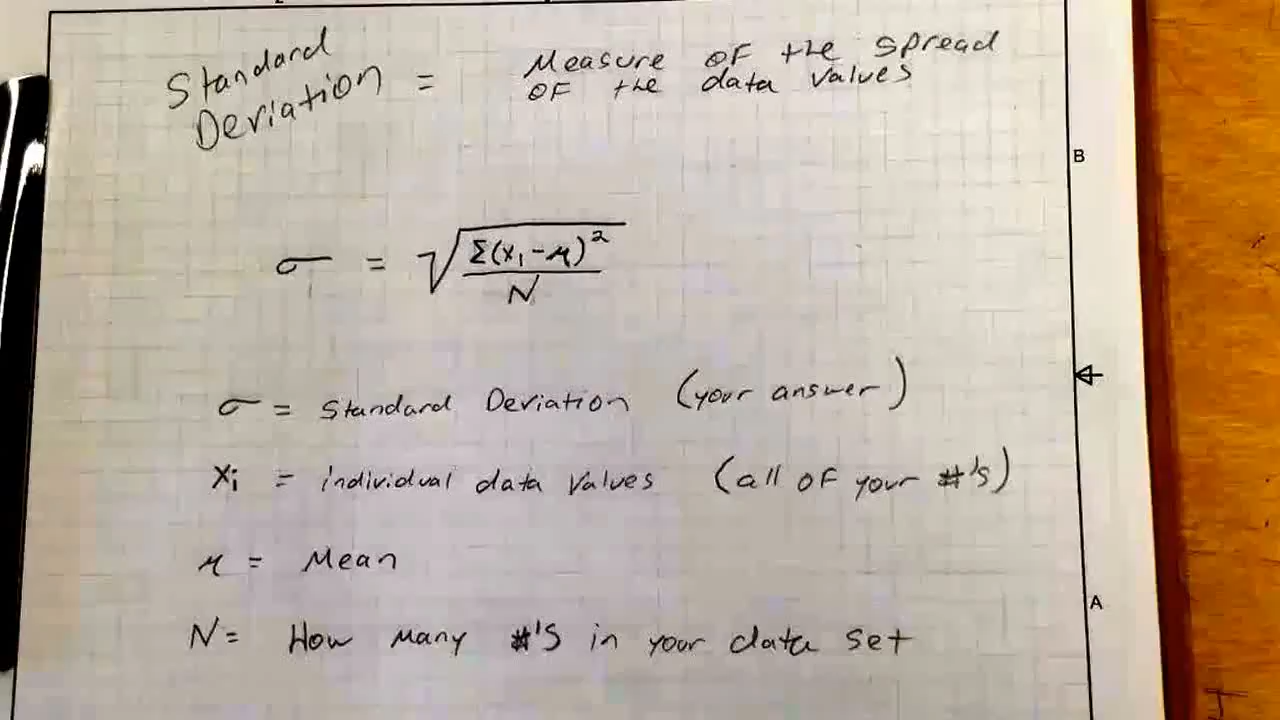 Standard Deviation = Measure of the spread
of the data values
B
σ = √(Σ(xᵢ-μ)² / N)
σ = Standard Deviation (your answer)
xᵢ = individual data values (all of your #'s)
μ = Mean
A
N = How many #'s in your data set